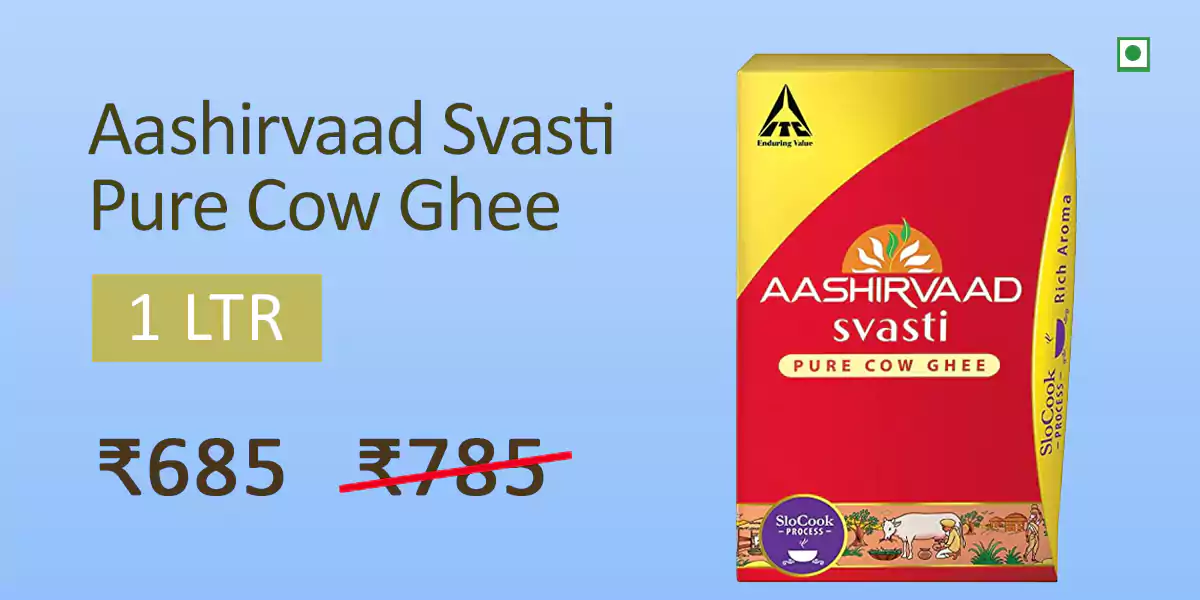 Aashirvaad Svasti
Pure Cow Ghee
1 LTR
₹685 ₹785
ITC
Enduring Value
AASHIRVAAD
svasti
PURE COW GHEE
SloCook
PROCESS
Rich Aroma
SloCook
PROCESS